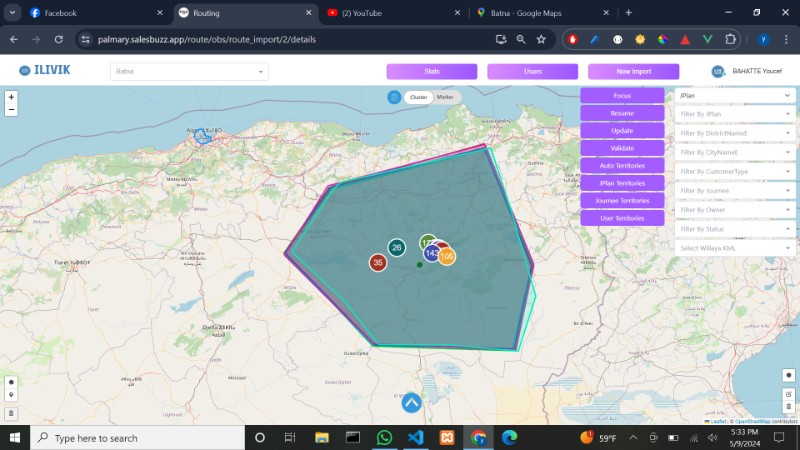 Facebook
Routing
(2) YouTube
Batna - Google Maps
palmary.salesbuzz.app/route/obs/route_import/2/details
ILIVIK
Batna
Stats
Users
New Import
BAHATTE Youcef
+
−
Cluster
Marker
Focus
Resume
Update
Validate
Auto Territories
JPlan Territories
Journee Territories
User Territories
JPlan
Filter By JPlan
Filter By DistrictNameE
Filter By CityNameE
Filter By CustomerType
Filter By Journee
Filter By Owner
Filter By Status
Select Willaya KML
26
35
143
105
Leaflet | © OpenStreetMap contributors
Type here to search
59°F
5:33 PM
5/9/2024